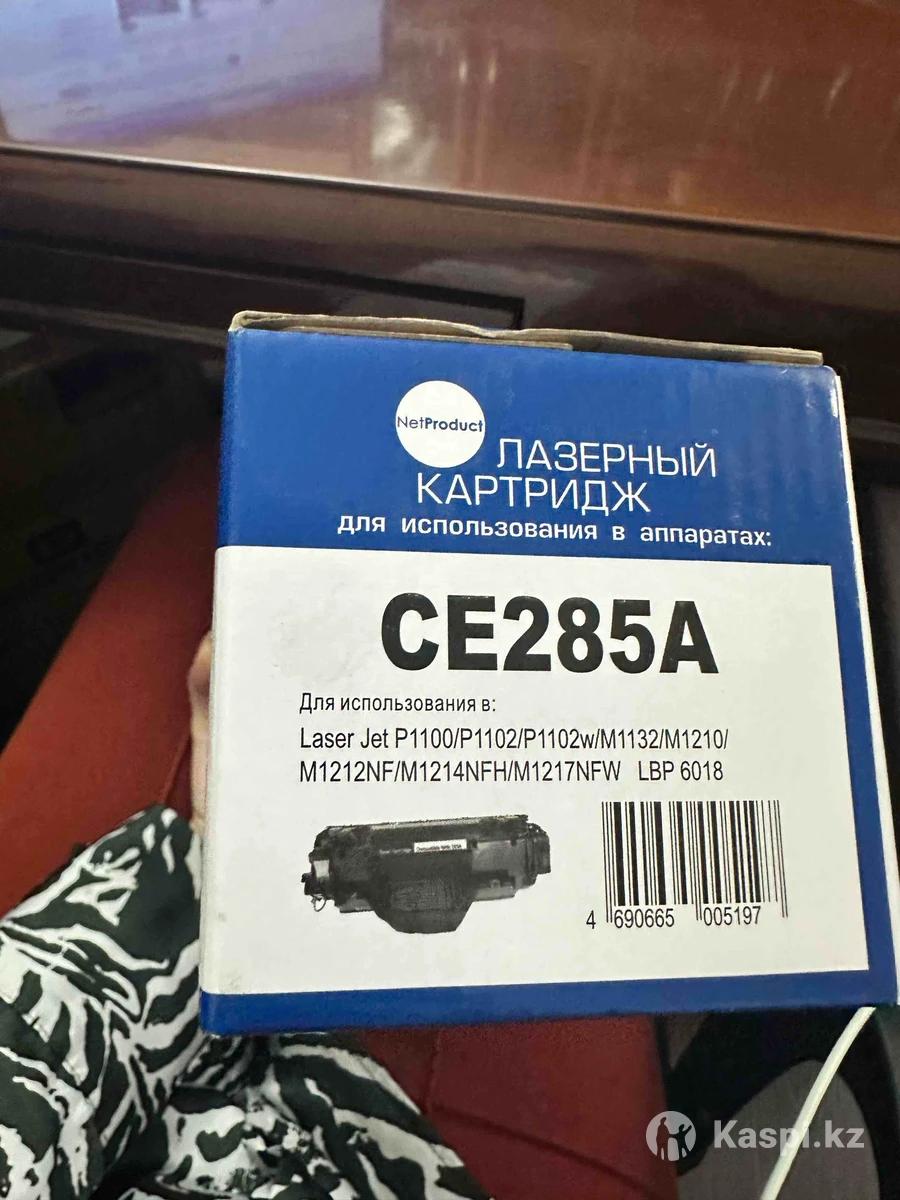 NetProduct
ЛАЗЕРНЫЙ
КАРТРИДЖ
для использования в аппаратах:
CE285A
Для использования в:
Laser Jet P1100/P1102/P1102w/M1132/M1210/
M1212NF/M1214NFH/M1217NFW LBP 6018
4 690665 005197
Kaspi.kz